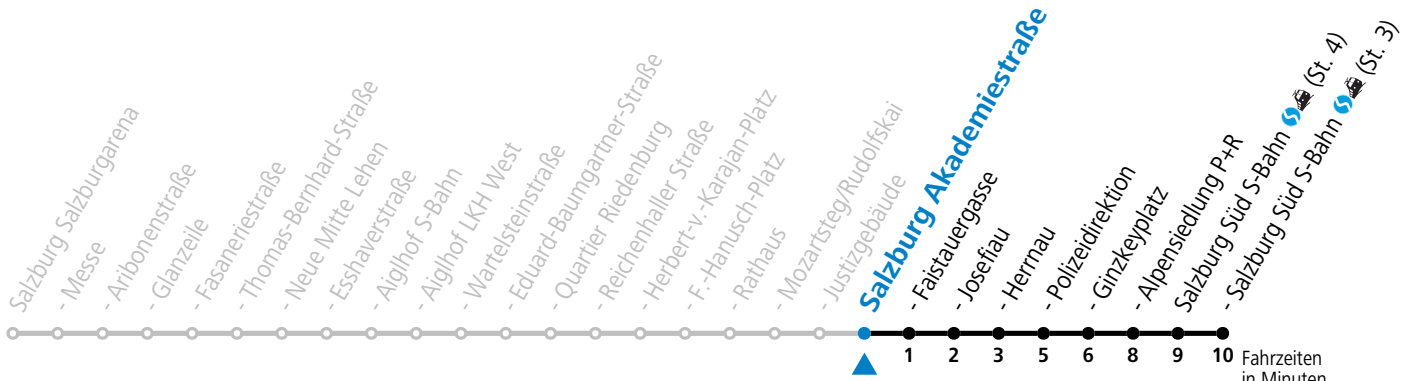 Salzburg Salzburgarena
- Messe
- Aribonenstraße
- Glanzeile
- Fasaneriestraße
- Thomas-Bernhard-Straße
- Neue Mitte Lehen
- Esshaverstraße
- Aiglhof S-Bahn
- Aiglhof LKH West
- Wartelsteinstraße
- Eduard-Baumgartner-Straße
- Quartier Riedenburg
- Reichenhaller Straße
- Herbert-v.-Karajan-Platz
- F.-Hanusch-Platz
- Rathaus
- Mozartsteg/Rudolfskai
- Justizgebäude
Salzburg Akademiestraße
- Faistauergasse
- Josefiau
- Herrnau
- Polizeidirektion
- Ginzkeyplatz
- Alpensiedlung P+R
Salzburg Süd S-Bahn (St. 4)
- Salzburg Süd S-Bahn (St. 3)
1 2 3 5 6 8 9 10 Fahrzeiten
in Minuten